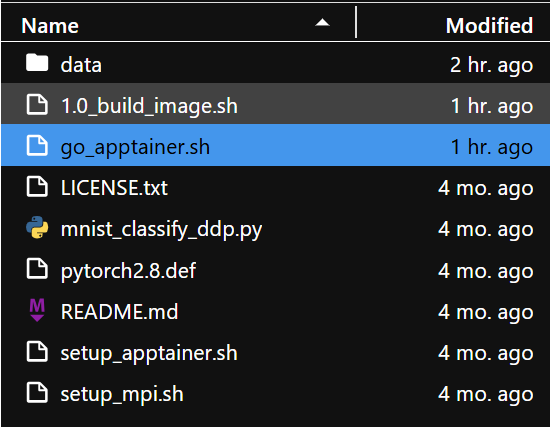 Name Modified
data 2 hr. ago
1.0_build_image.sh 1 hr. ago
go_apptainer.sh 1 hr. ago
LICENSE.txt 4 mo. ago
mnist_classify_ddp.py 4 mo. ago
pytorch2.8.def 4 mo. ago
M README.md 4 mo. ago
setup_apptainer.sh 4 mo. ago
setup_mpi.sh 4 mo. ago